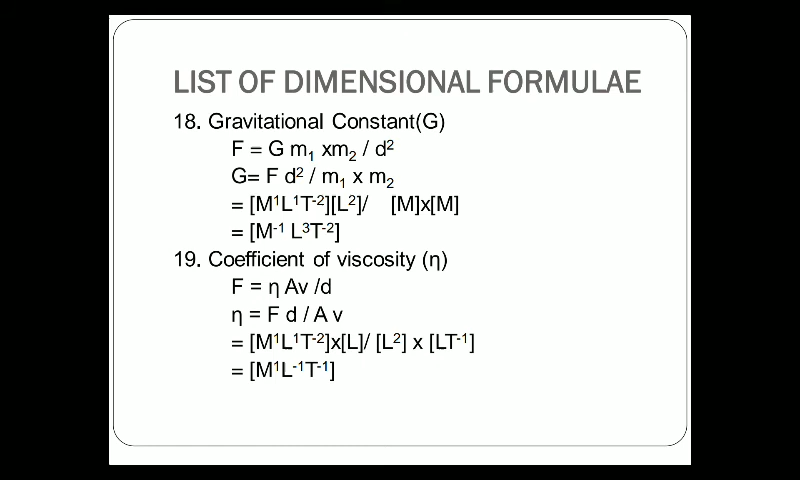 LIST OF DIMENSIONAL FORMULAE
18. Gravitational Constant(G)
F = G m₁ xm₂ / d²
G= F d² / m₁ x m₂
= [M¹L¹T⁻²][L²]/ [M]x[M]
= [M⁻¹ L³T⁻²]
19. Coefficient of viscosity (η)
F = η Av /d
η = F d / A v
= [M¹L¹T⁻²]x[L]/ [L²] x [LT⁻¹]
= [M¹L⁻¹T⁻¹]